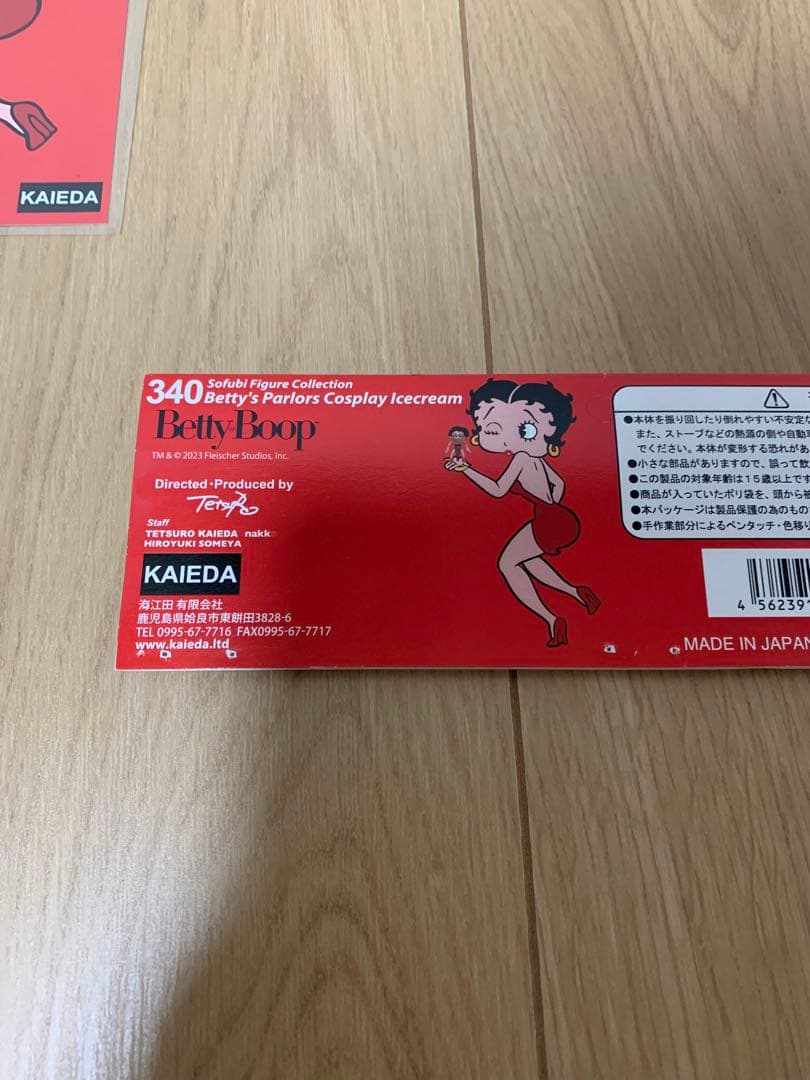 KAIEDA
340 Sofubi Figure Collection
Betty's Parlors Cosplay Icecream
Betty Boop™
TM & © 2023 Fleischer Studios, Inc.
Directed・Produced by
Staff
TETSURO KAIEDA nakk
HIROYUKI SOMEYA
KAIEDA
海江田 有限会社
鹿児島県姶良市東餅田3828-6
TEL 0995-67-7716 FAX0995-67-7717
www.kaieda.ltd
●本体を振り回したり倒れやすい不安定な
また、ストーブなどの熱源の側や自動車
でください。本体が変形する恐れがあ
●小さな部品がありますので、誤って飲
●この製品の対象年齢は15歳以上です
●商品が入っていたポリ袋を、頭から被
●本パッケージは製品保護の為のもので
●手作業部分によるペンタッチ・色移り
4 562391
MADE IN JAPAN